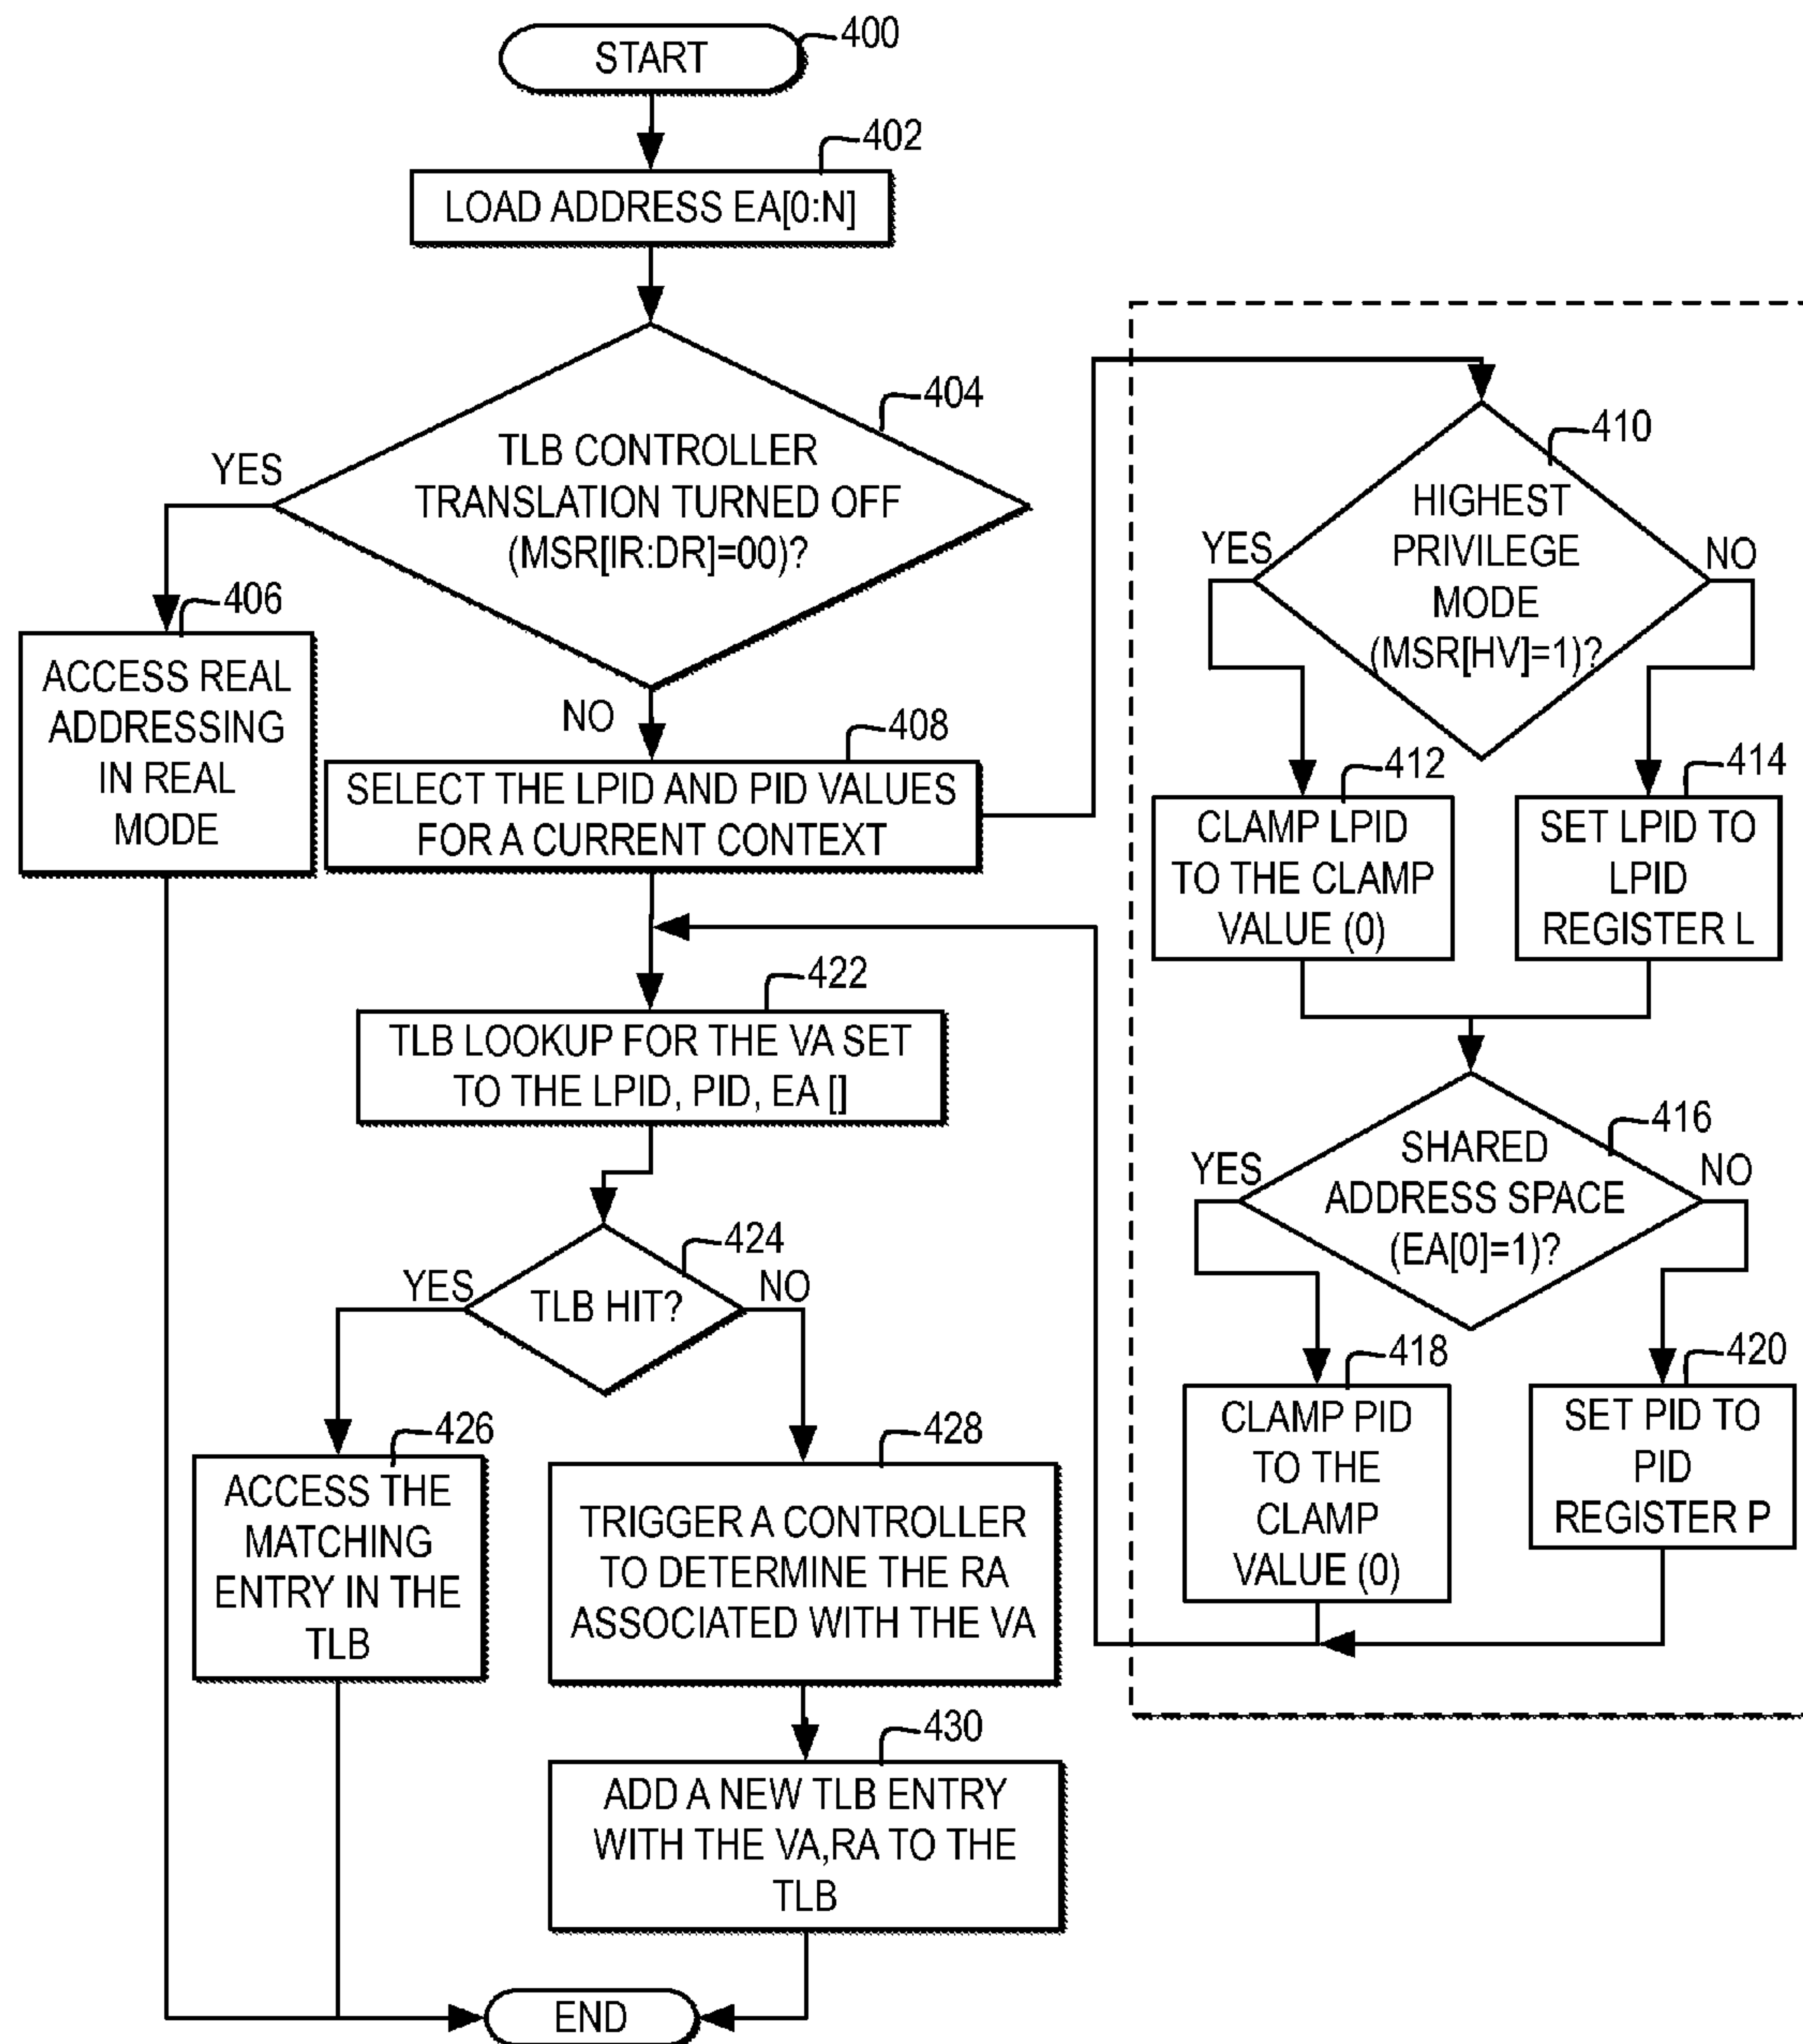 START
400
402
LOAD ADDRESS EA[0:N]
404
TLB CONTROLLER
TRANSLATION TURNED OFF
(MSR[IR:DR]=00)?
YES
NO
406
ACCESS REAL
ADDRESSING
IN REAL
MODE
408
SELECT THE LPID AND PID VALUES
FOR A CURRENT CONTEXT
410
HIGHEST
PRIVILEGE
MODE
(MSR[HV]=1)?
YES
NO
412
CLAMP LPID
TO THE CLAMP
VALUE (0)
414
SET LPID TO
LPID
REGISTER L
416
SHARED
ADDRESS SPACE
(EA[0]=1)?
YES
NO
418
CLAMP PID
TO THE
CLAMP
VALUE (0)
420
SET PID TO
PID
REGISTER P
422
TLB LOOKUP FOR THE VA SET
TO THE LPID, PID, EA []
424
TLB HIT?
YES
NO
426
ACCESS THE
MATCHING
ENTRY IN THE
TLB
428
TRIGGER A CONTROLLER
TO DETERMINE THE RA
ASSOCIATED WITH THE VA
430
ADD A NEW TLB ENTRY
WITH THE VA,RA TO THE
TLB
END